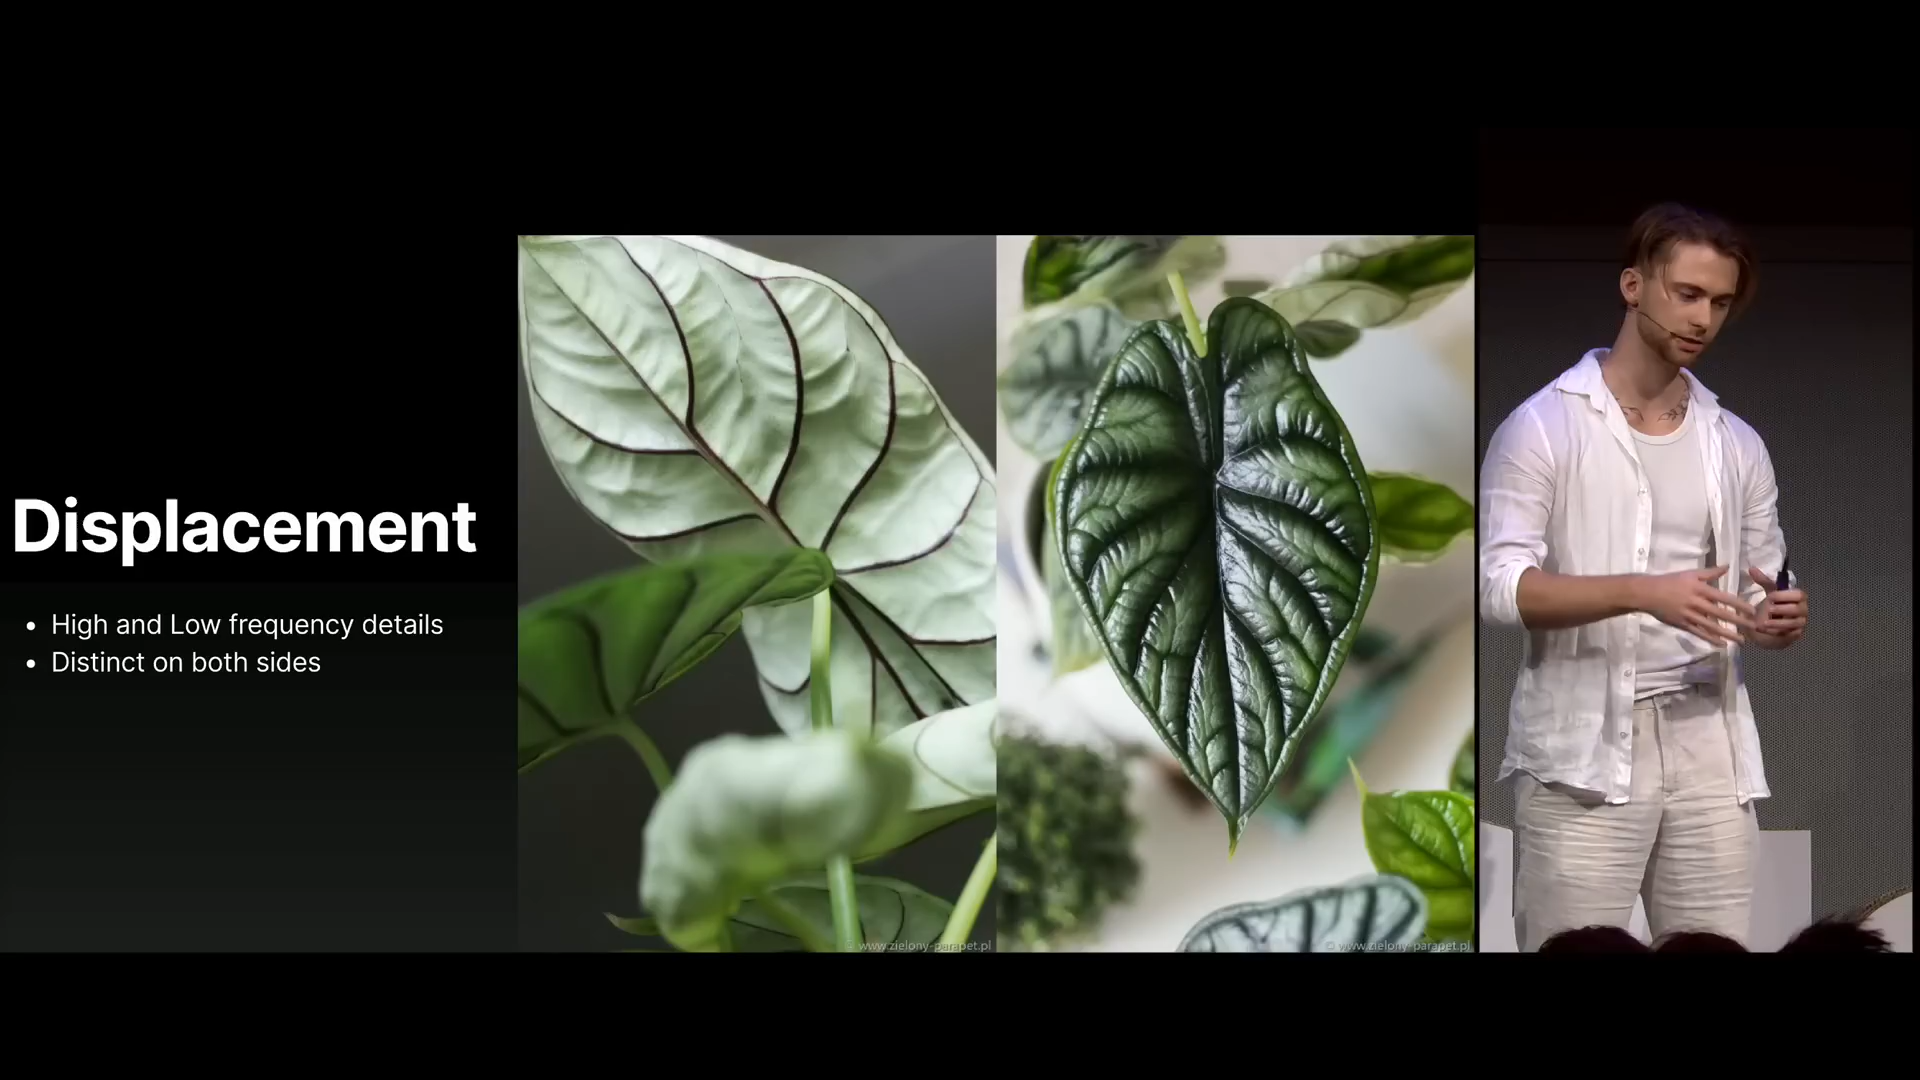 Displacement
• High and Low frequency details
• Distinct on both sides
© www.zielony-parapet.pl
© www.zielony-parapet.pl